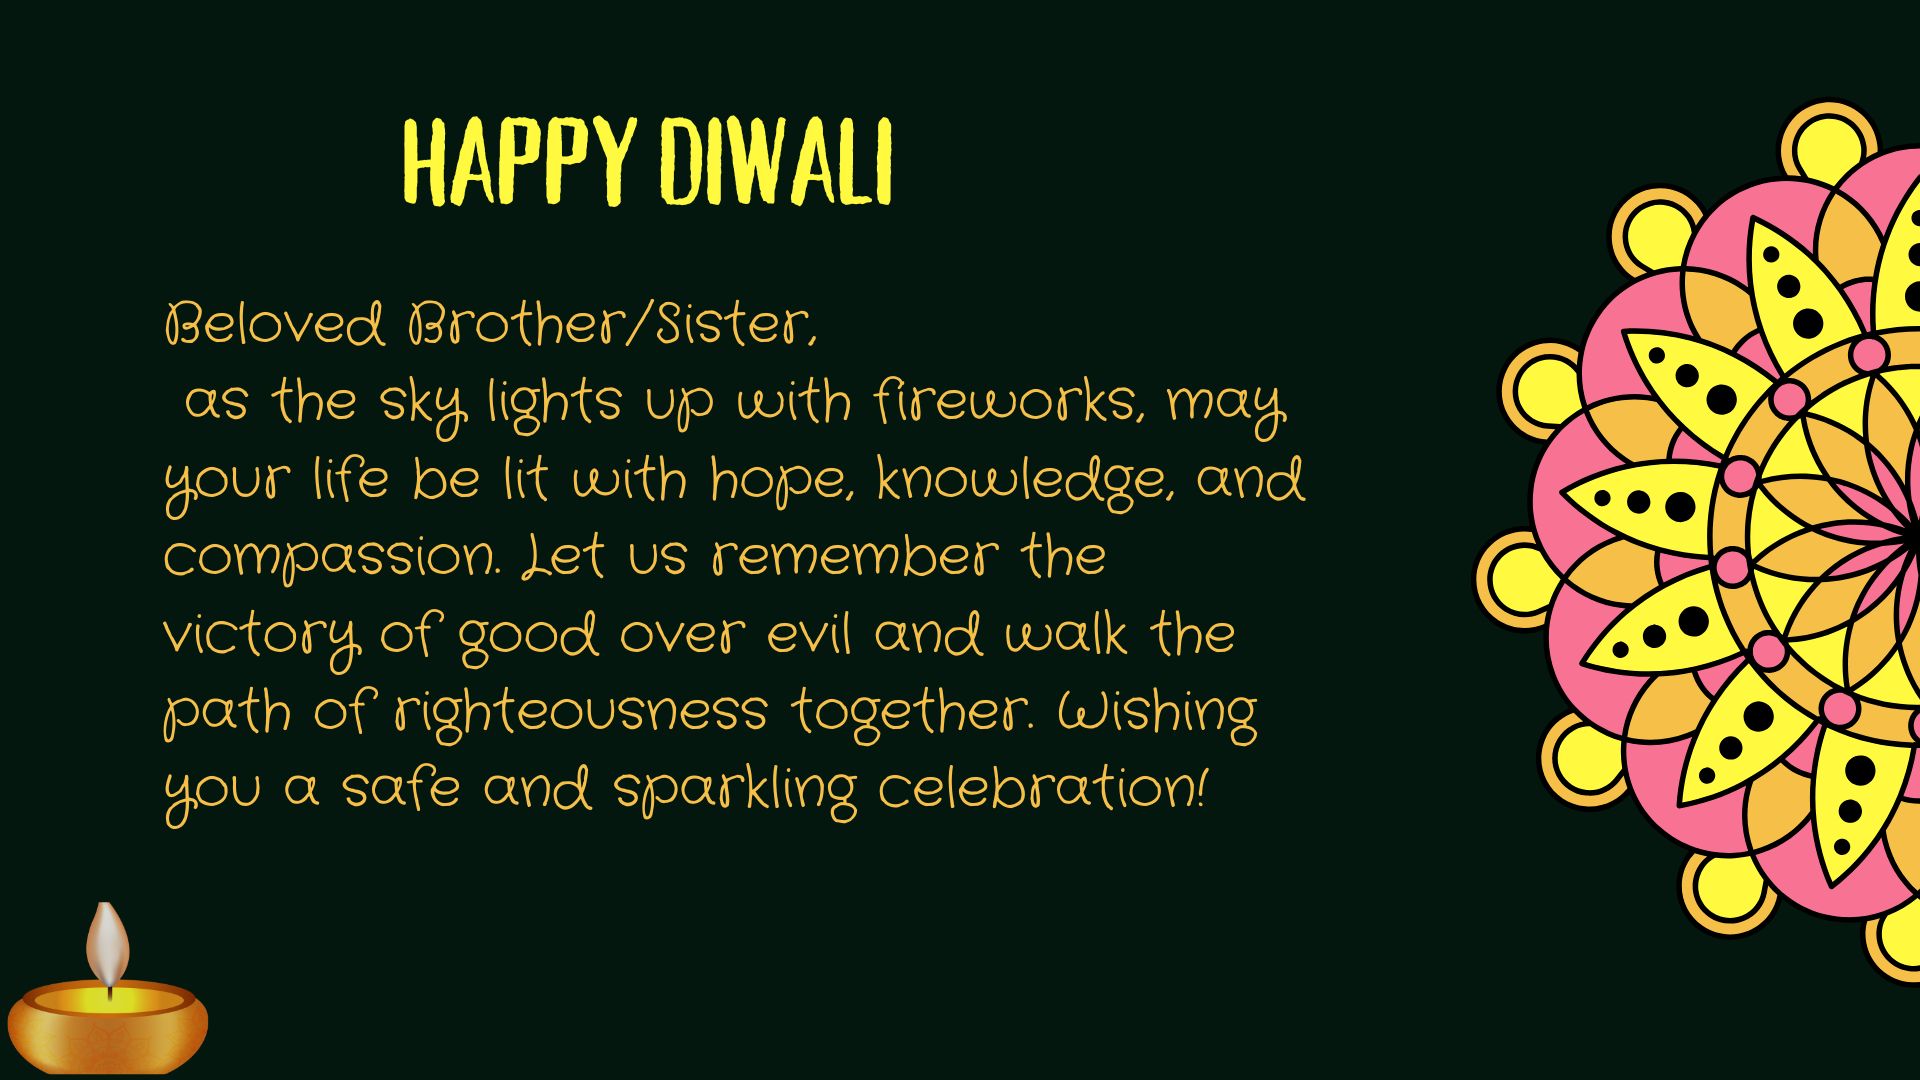 HAPPY DIWALI
Beloved Brother/Sister,
as the sky lights up with fireworks, may
your life be lit with hope, knowledge, and
compassion. Let us remember the
victory of good over evil and walk the
path of righteousness together. Wishing
you a safe and sparkling celebration!